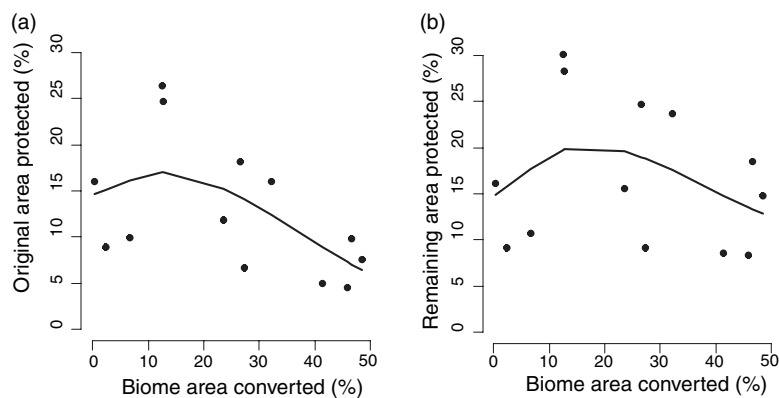 (a)
Original area protected (%)
30
25
20
15
10
5
0
0 10 20 30 40 50
Biome area converted (%)
(b)
Remaining area protected (%)
30
25
20
15
10
5
0
0 10 20 30 40 50
Biome area converted (%)